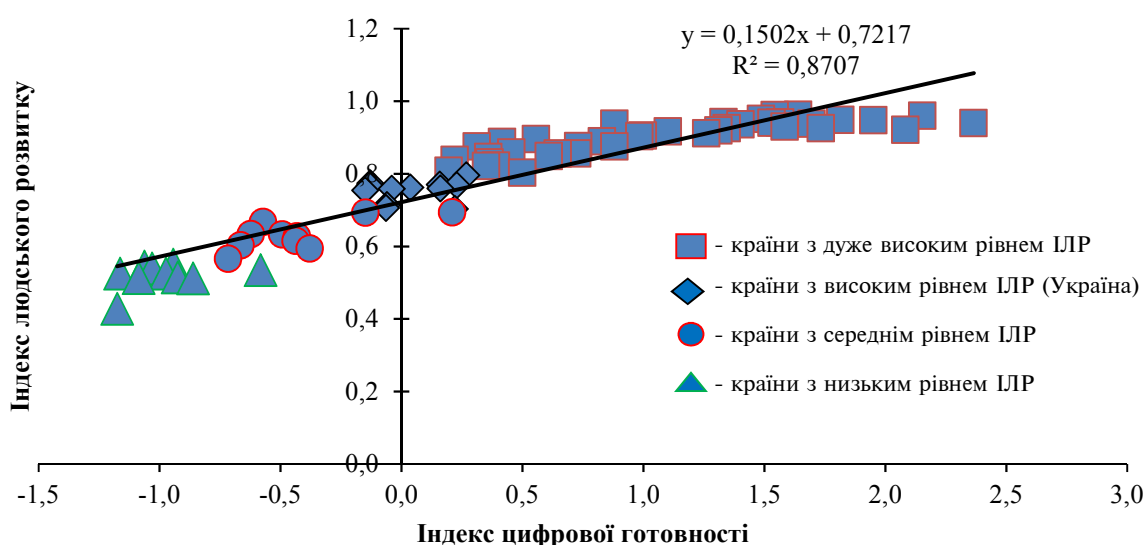 Індекс людського розвитку
1,2
1,0
0,8
0,6
0,4
0,2
0,0
y = 0,1502x + 0,7217
R² = 0,8707
- країни з дуже високим рівнем ІЛР
- країни з високим рівнем ІЛР (Україна)
- країни з середнім рівнем ІЛР
- країни з низьким рівнем ІЛР
-1,5 -1,0 -0,5 0,0 0,5 1,0 1,5 2,0 2,5 3,0
Індекс цифрової готовності